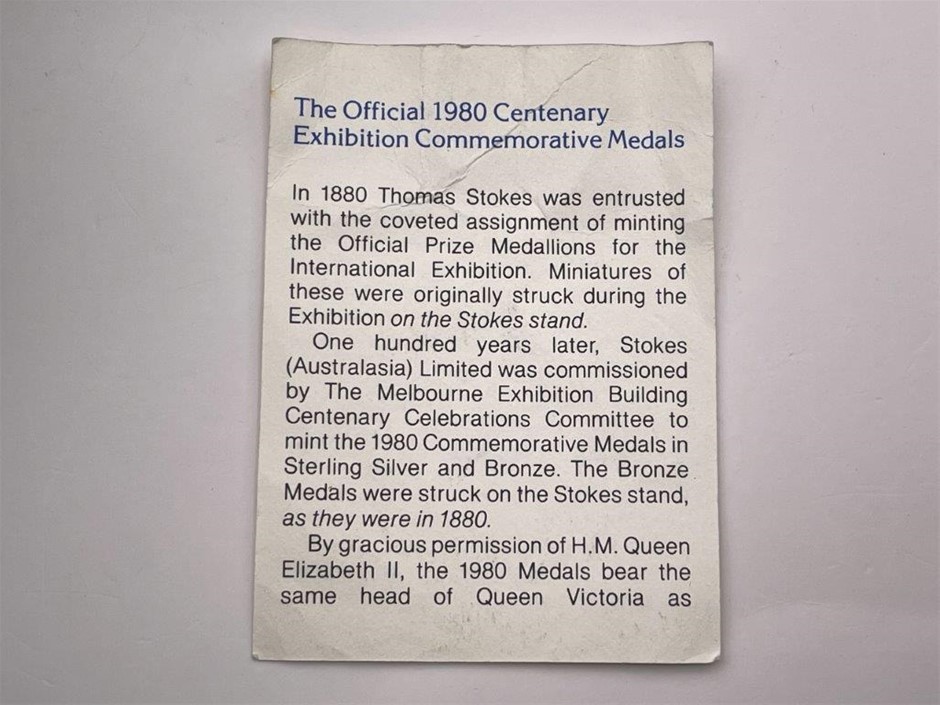 The Official 1980 Centenary
Exhibition Commemorative Medals
In 1880 Thomas Stokes was entrusted
with the coveted assignment of minting
the Official Prize Medallions for the
International Exhibition. Miniatures of
these were originally struck during the
Exhibition on the Stokes stand.
One hundred years later, Stokes
(Australasia) Limited was commissioned
by The Melbourne Exhibition Building
Centenary Celebrations Committee to
mint the 1980 Commemorative Medals in
Sterling Silver and Bronze. The Bronze
Medals were struck on the Stokes stand,
as they were in 1880.
By gracious permission of H.M. Queen
Elizabeth II, the 1980 Medals bear the
same head of Queen Victoria as